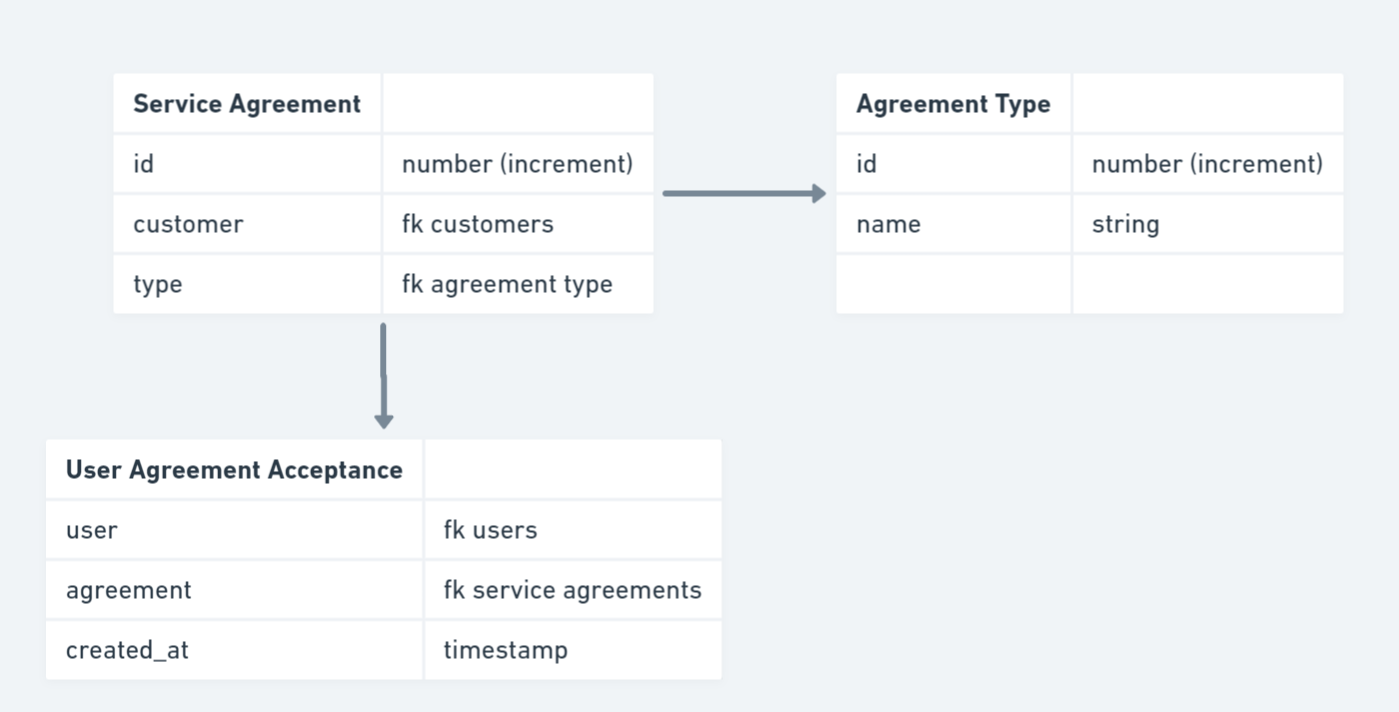 Service Agreement
id number (increment)
customer fk customers
type fk agreement type
Agreement Type
id number (increment)
name string
User Agreement Acceptance
user fk users
agreement fk service agreements
created_at timestamp